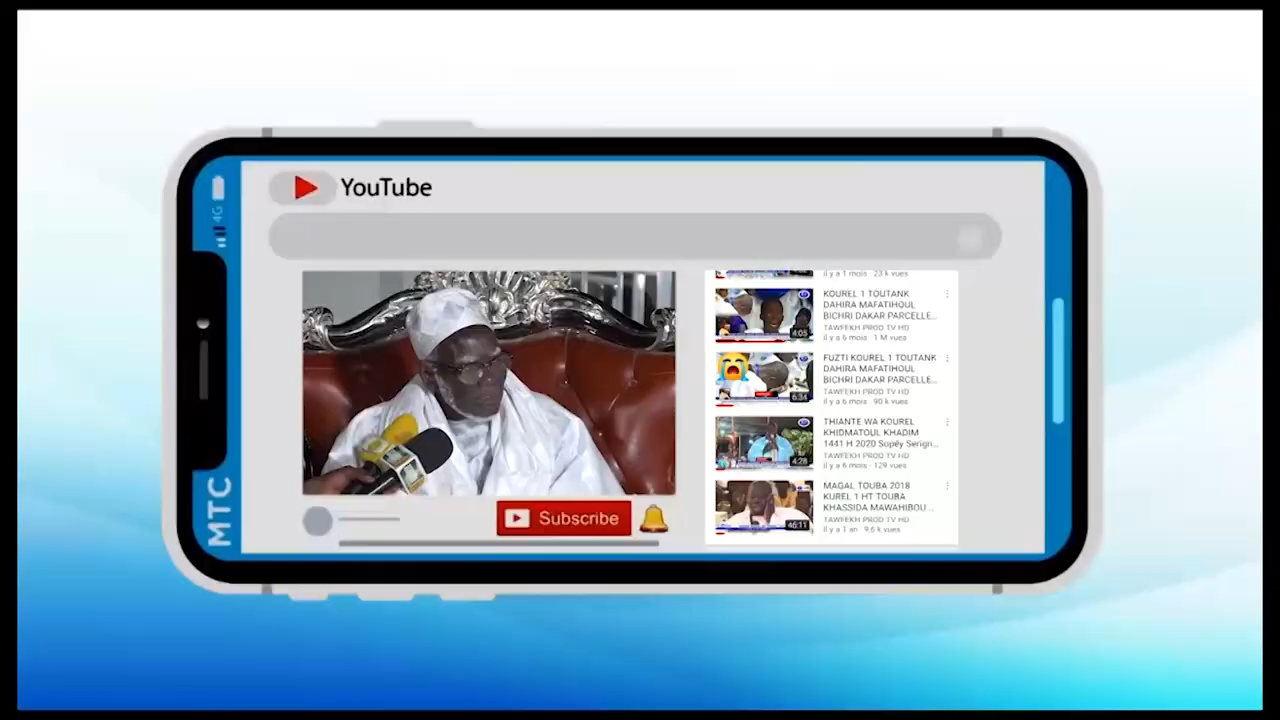 YouTube
4G
MTC
Subscribe
il y a 1 mois · 23 k vues
KOUREL 1 TOUTANK
DAHIRA MAFATIHOUL
BICHRI DAKAR PARCELLE...
TAWFEKH PROD TV HD
il y a 6 mois · 1 M vues
4:05
FUZTI KOUREL 1 TOUTANK
DAHIRA MAFATIHOUL
BICHRI DAKAR PARCELLE...
TAWFEKH PROD TV HD
il y a 6 mois · 90 k vues
6:34
THIANTE WA KOUREL
KHIDMATOUL KHADIM
1441 H 2020 Sopéy Serign...
TAWFEKH PROD TV HD
il y a 6 mois · 129 vues
4:28
MAGAL TOUBA 2018
KUREL 1 HT TOUBA
KHASSIDA MAWAHIBOU ...
TAWFEKH PROD TV HD
il y a 1 an · 9,6 k vues
46:11